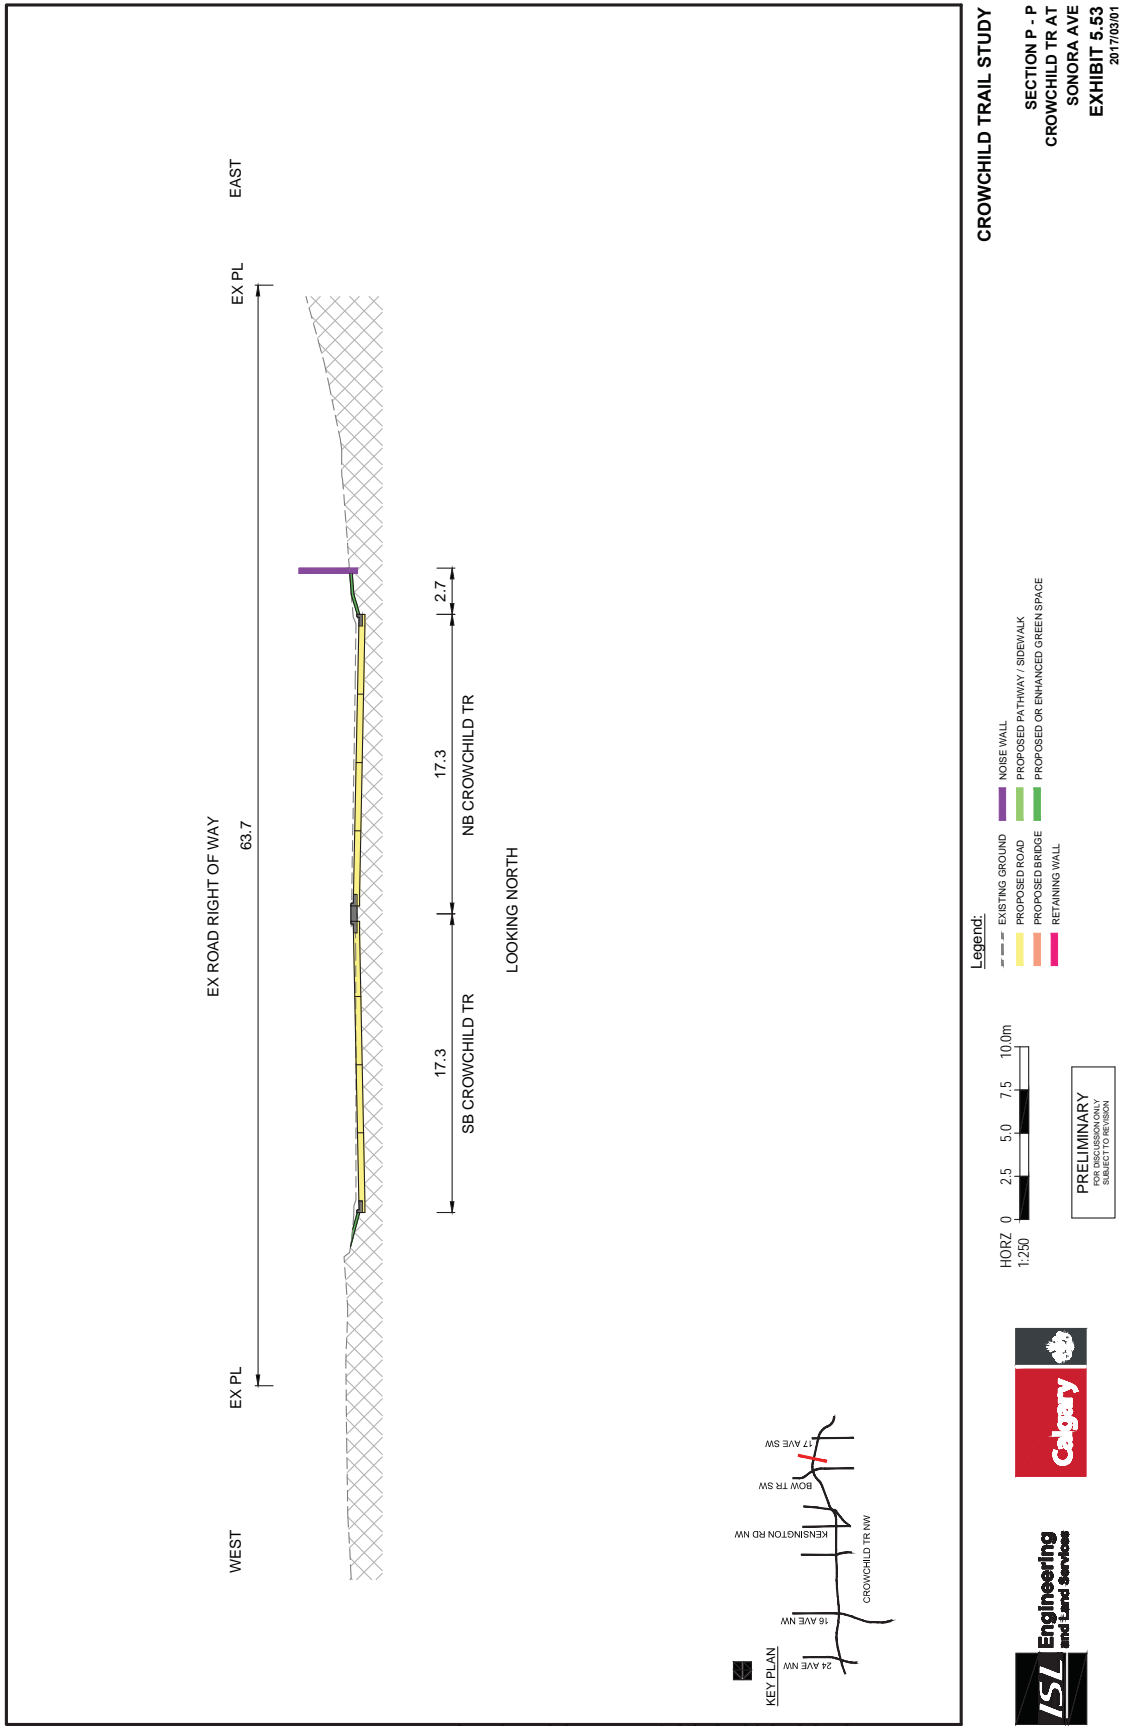 WEST
EX PL
EX ROAD RIGHT OF WAY
63.7
EX PL
EAST
17.3
17.3
2.7
SB CROWCHILD TR
NB CROWCHILD TR
LOOKING NORTH
KEY PLAN
24 AVE NW
16 AVE NW
CROWCHILD TR NW
KENSINGTON RD NW
BOW TR SW
17 AVE SW
ISL Engineering
and Land Services
Calgary
HORZ
1:250
0 2.5 5.0 7.5 10.0m
PRELIMINARY
FOR DISCUSSION ONLY
SUBJECT TO REVISION
Legend:
EXISTING GROUND
PROPOSED ROAD
PROPOSED BRIDGE
RETAINING WALL
NOISE WALL
PROPOSED PATHWAY / SIDEWALK
PROPOSED OR ENHANCED GREEN SPACE
CROWCHILD TRAIL STUDY
SECTION P - P
CROWCHILD TR AT
SONORA AVE
EXHIBIT 5.53
2017/03/01